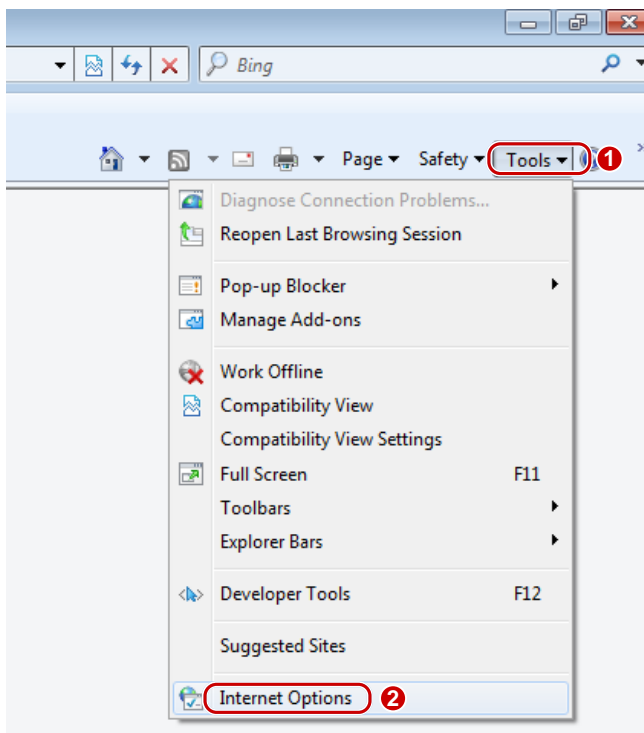 Bing
Page Safety Tools 1
Diagnose Connection Problems...
Reopen Last Browsing Session
Pop-up Blocker
Manage Add-ons
Work Offline
Compatibility View
Compatibility View Settings
Full Screen F11
Toolbars
Explorer Bars
Developer Tools F12
Suggested Sites
Internet Options 2